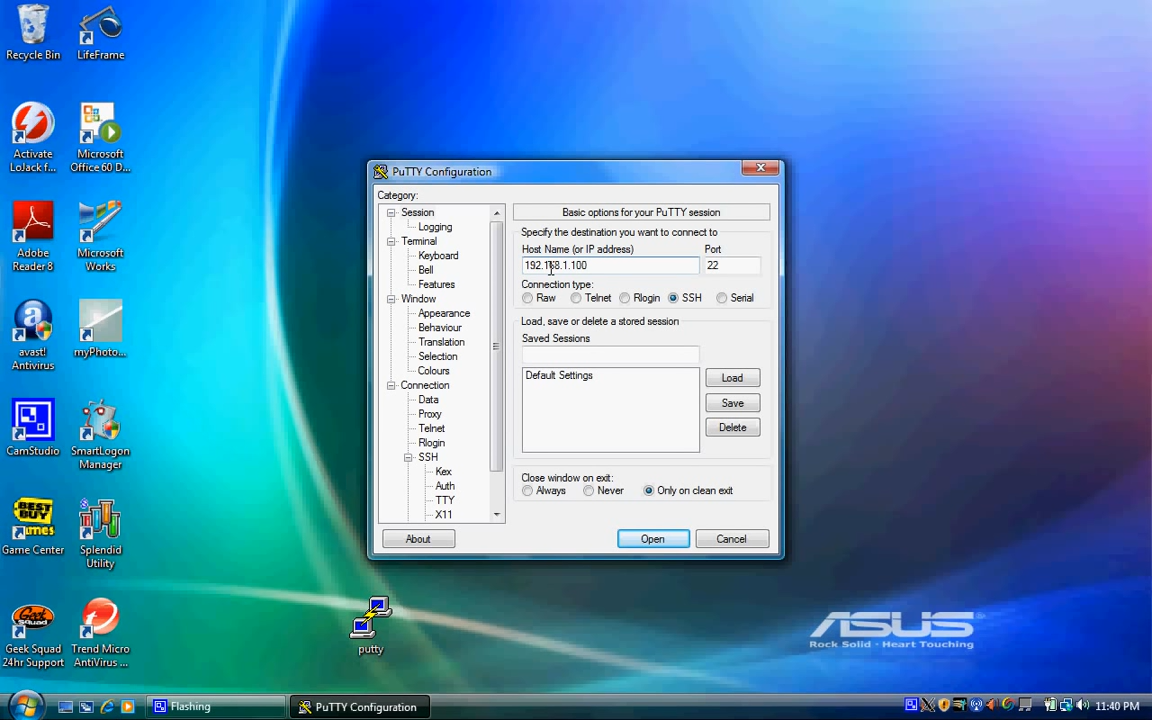 Recycle Bin
LifeFrame
Activate
LoJack f...
Microsoft
Office 60 D...
Adobe
Reader 8
Microsoft
Works
avast!
Antivirus
myPhoto...
CamStudio
SmartLogon
Manager
BEST BUY
Games
Game Center
Splendid
Utility
Geek Squad
Geek Squad
24hr Support
Trend Micro
AntiVirus ...
PuTTY Configuration
Category:
Session
Logging
Terminal
Keyboard
Bell
Features
Window
Appearance
Behaviour
Translation
Selection
Colours
Connection
Data
Proxy
Telnet
Rlogin
SSH
Kex
Auth
TTY
X11
Basic options for your PuTTY session
Specify the destination you want to connect to
Host Name (or IP address)
Port
192.168.1.100
22
Connection type:
Raw
Telnet
Rlogin
SSH
Serial
Load, save or delete a stored session
Saved Sessions
Default Settings
Load
Save
Delete
Close window on exit:
Always
Never
Only on clean exit
About
Open
Cancel
putty
ASUS
Rock Solid · Heart Touching
Flashing
PuTTY Configuration
11:40 PM